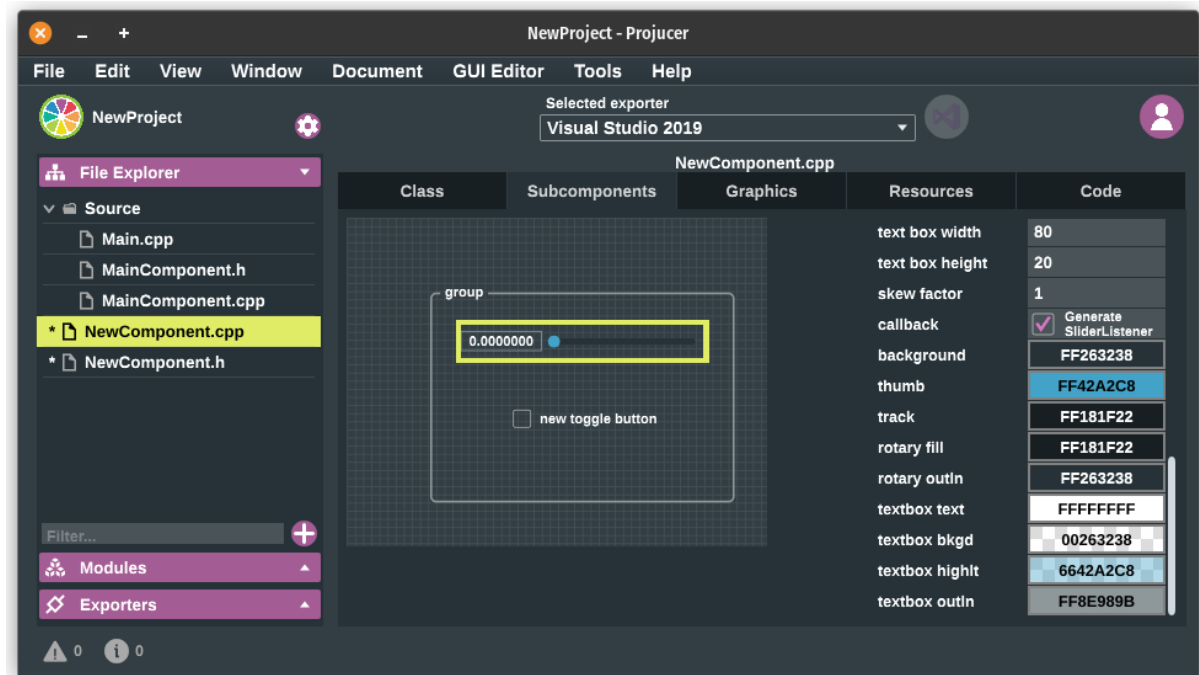 NewProject - Projucer
File Edit View Window Document GUI Editor Tools Help
NewProject
Selected exporter
Visual Studio 2019
File Explorer
Source
Main.cpp
MainComponent.h
MainComponent.cpp
* NewComponent.cpp
* NewComponent.h
Filter...
Modules
Exporters
0 0
NewComponent.cpp
Class Subcomponents Graphics Resources Code
group
0.0000000
new toggle button
text box width 80
text box height 20
skew factor 1
callback Generate
SliderListener
background FF263238
thumb FF42A2C8
track FF181F22
rotary fill FF181F22
rotary outln FF263238
textbox text FFFFFFFF
textbox bkgd 00263238
textbox highlt 6642A2C8
textbox outln FF8E989B